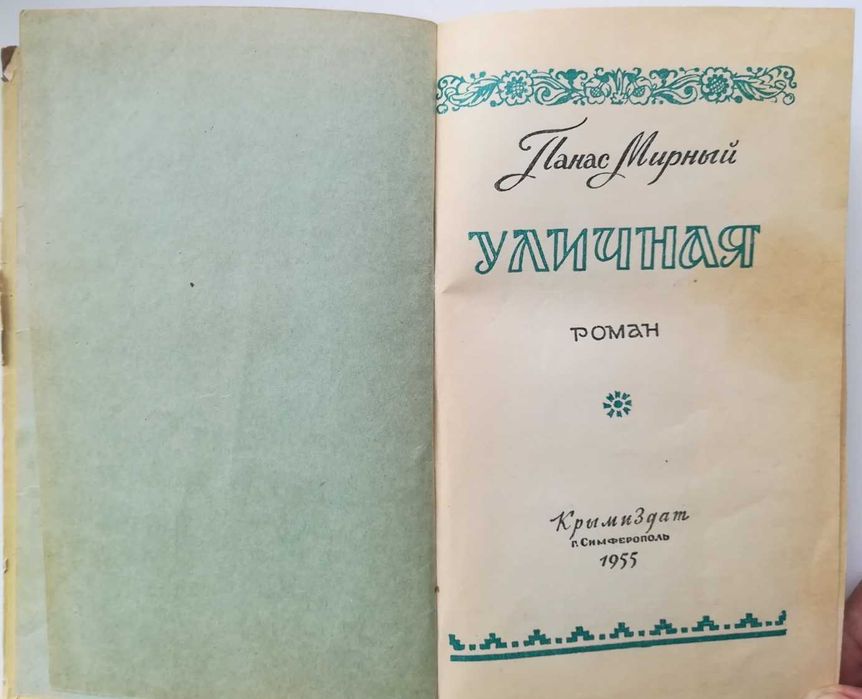 Панас Мирный
УЛИЧНАЯ
РОМАН
Крымиздат
г. Симферополь
1955